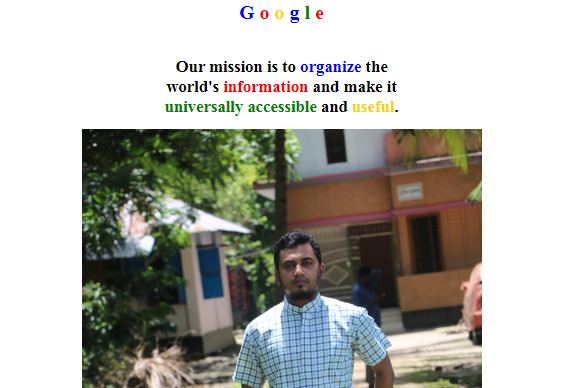 G o o g l e
Our mission is to organize the
world's information and make it
universally accessible and useful.